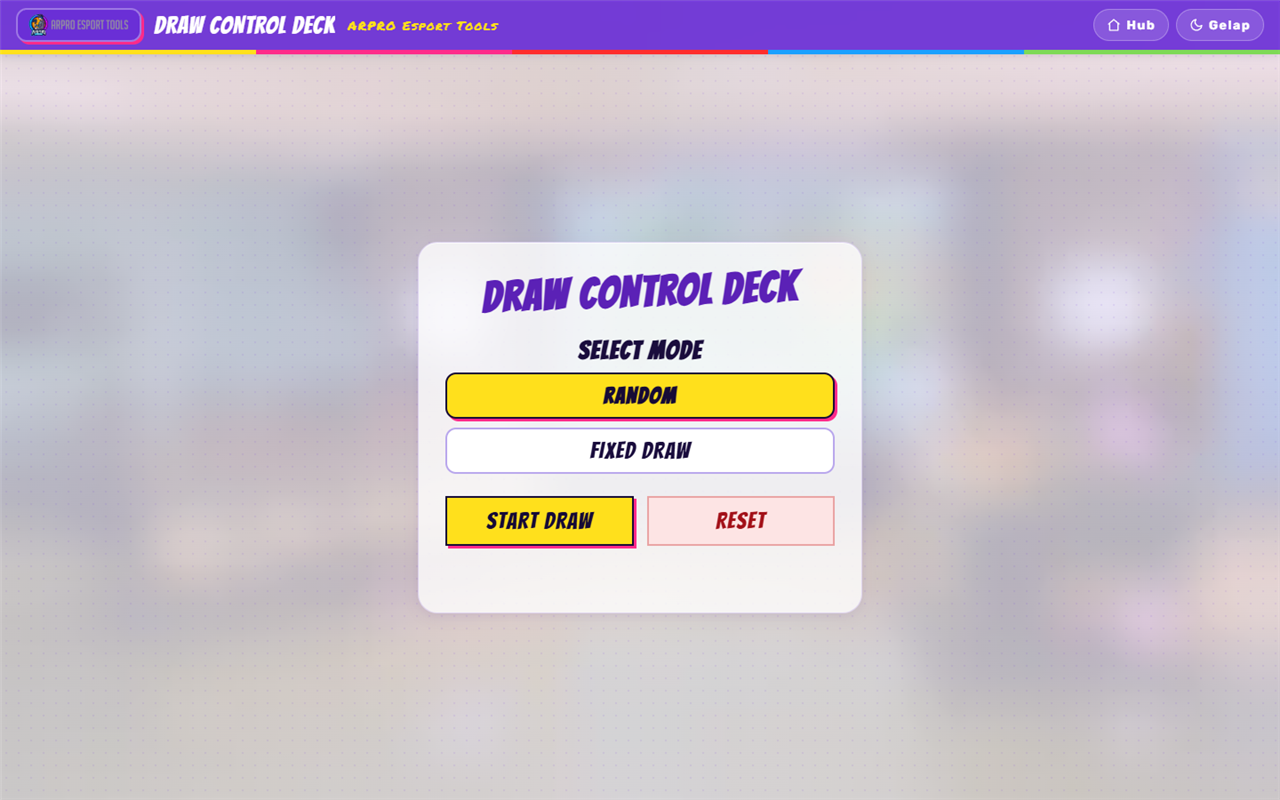 ARPRO ESPORT TOOLS
DRAW CONTROL DECK
ARPRO Esport Tools
Hub
Gelap
DRAW CONTROL DECK
SELECT MODE
RANDOM
FIXED DRAW
START DRAW
RESET